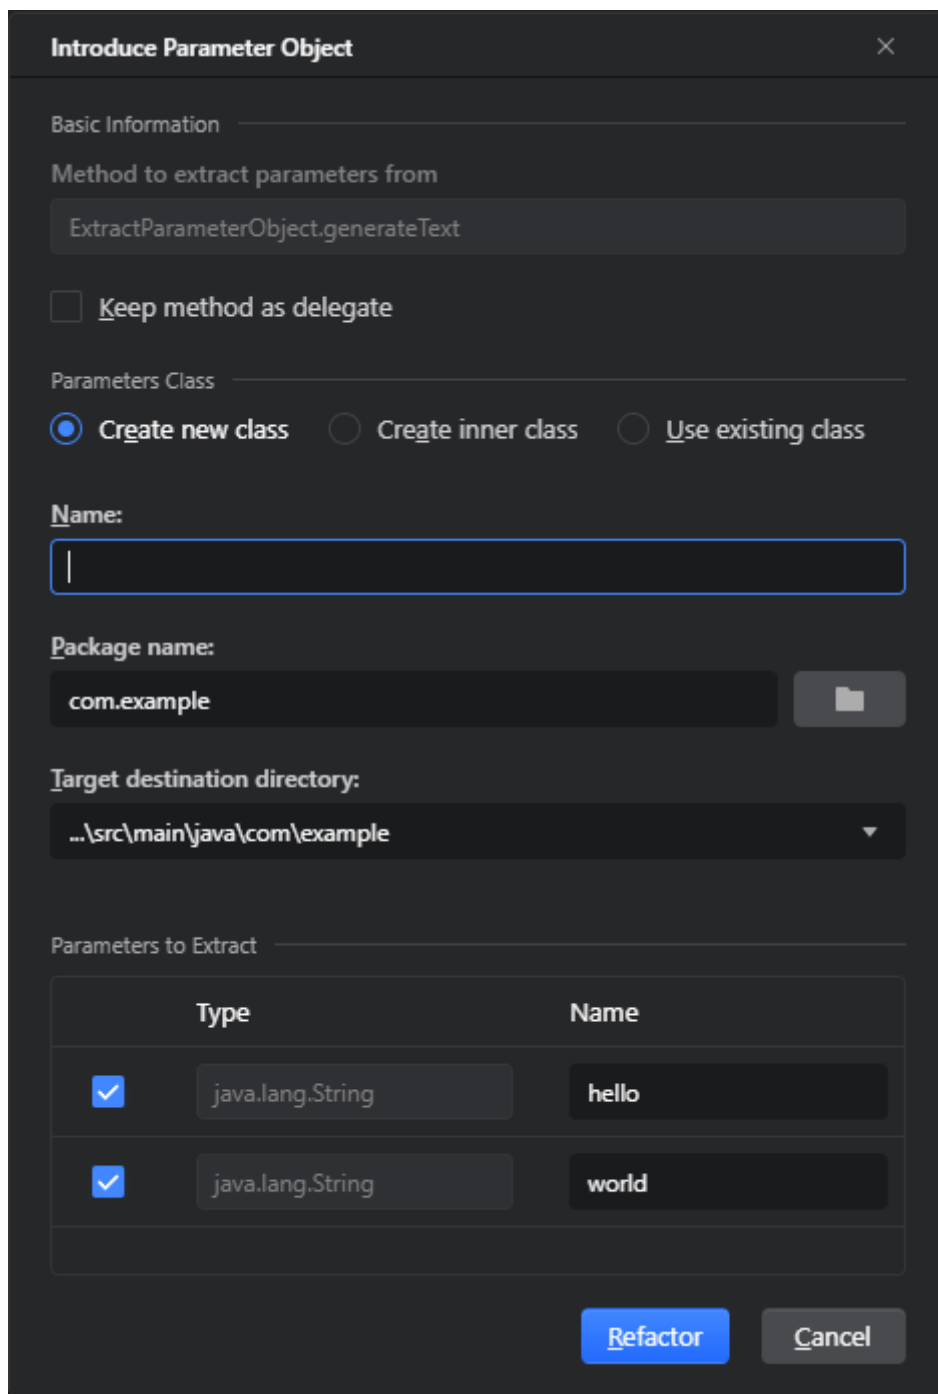 Introduce Parameter Object
Basic Information
Method to extract parameters from
ExtractParameterObject.generateText
Keep method as delegate
Parameters Class
Create new class Create inner class Use existing class
Name:
Package name:
com.example
Target destination directory:
...\src\main\java\com\example
Parameters to Extract
Type Name
java.lang.String hello
java.lang.String world
Refactor Cancel